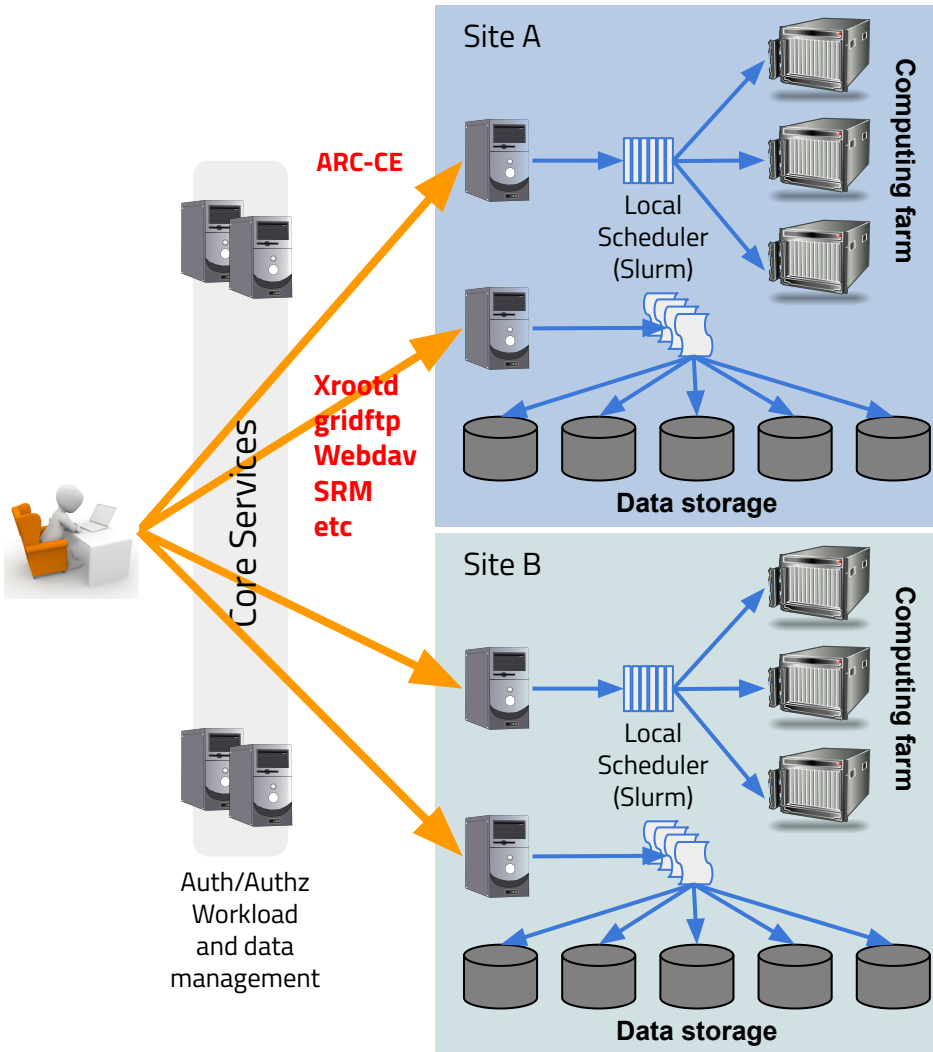 Site A
ARC-CE
Computing farm
Local
Scheduler
(Slurm)
Xrootd
gridftp
Webdav
SRM
etc
Core Services
Data storage
Site B
Computing farm
Local
Scheduler
(Slurm)
Auth/Authz
Workload
and data
management
Data storage